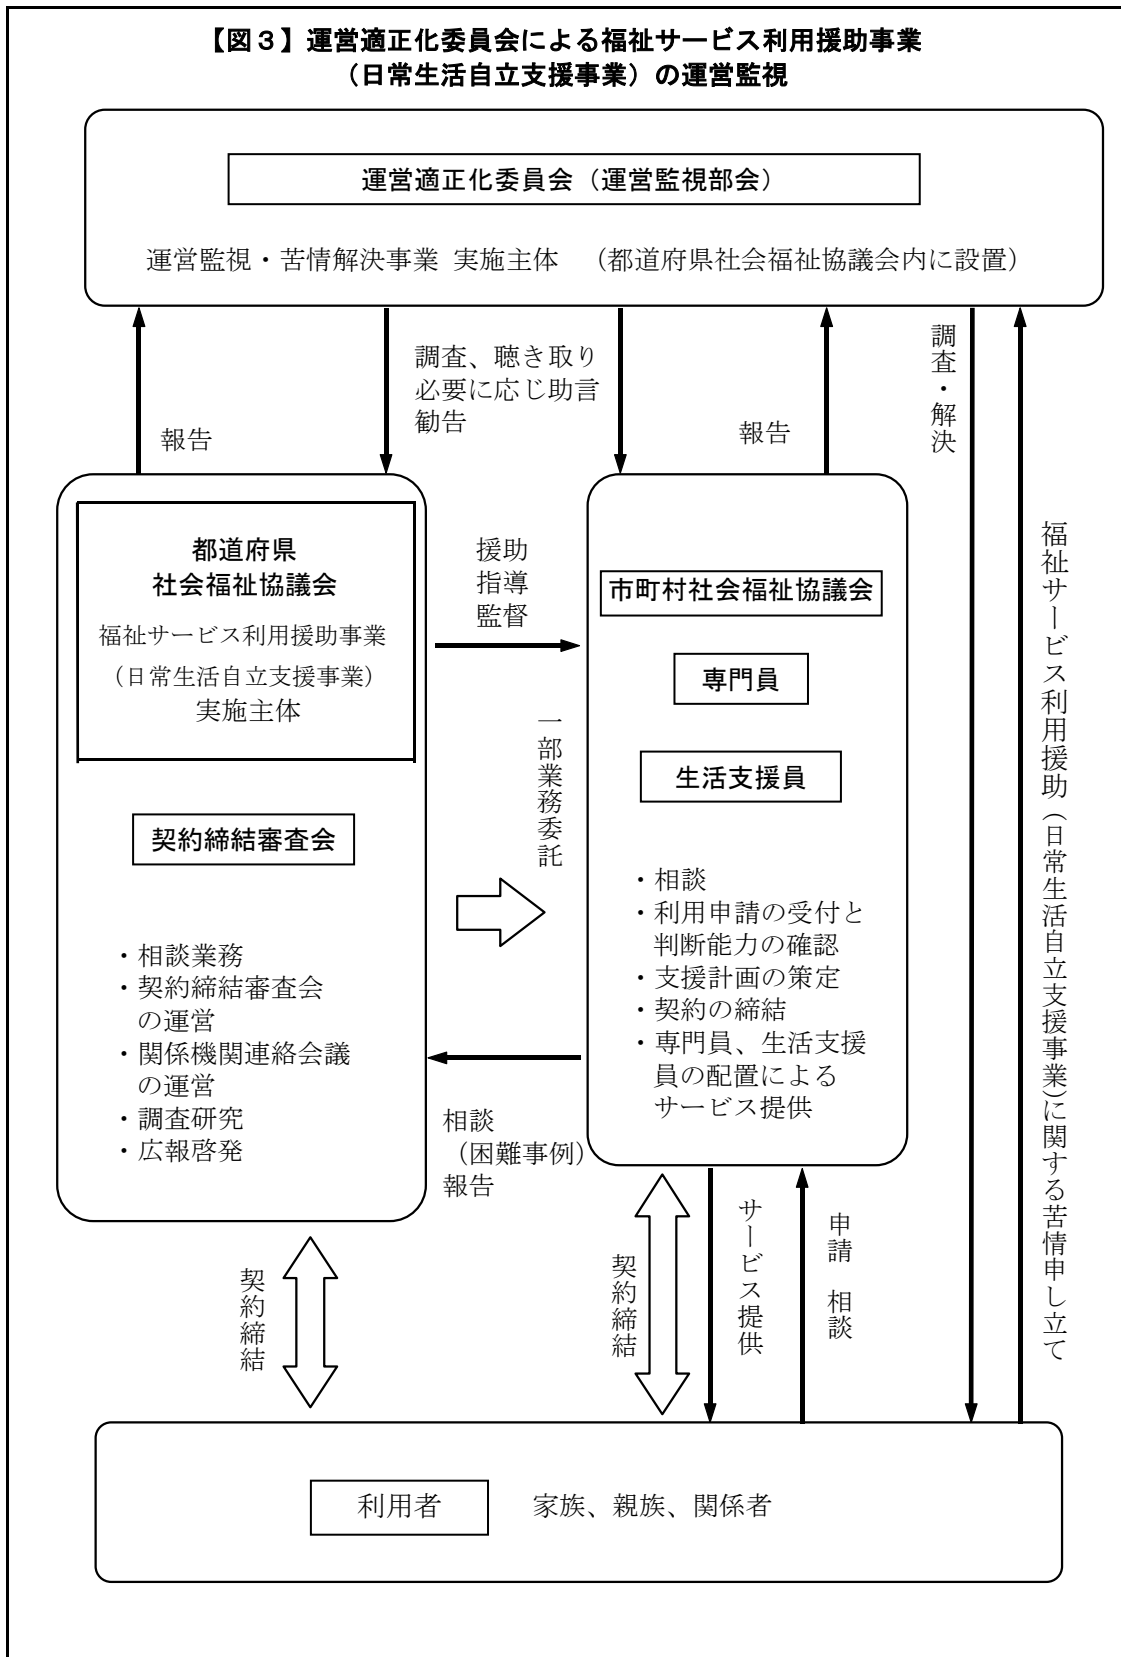 【図３】運営適正化委員会による福祉サービス利用援助事業
（日常生活自立支援事業）の運営監視
運営適正化委員会（運営監視部会）
運営監視・苦情解決事業 実施主体 （都道府県社会福祉協議会内に設置）
報告
調査、聴き取り
必要に応じ助言
勧告
報告
調査・解決
福祉サービス利用援助（日常生活自立支援事業）に関する苦情申し立て
都道府県
社会福祉協議会
福祉サービス利用援助事業
（日常生活自立支援事業）
実施主体
契約締結審査会
・相談業務
・契約締結審査会
の運営
・関係機関連絡会議
の運営
・調査研究
・広報啓発
援助
指導
監督
一部業務委託
相談
（困難事例）
報告
市町村社会福祉協議会
専門員
生活支援員
・相談
・利用申請の受付と
判断能力の確認
・支援計画の策定
・契約の締結
・専門員、生活支援
員の配置による
サービス提供
契約締結
契約締結
サービス提供
申請 相談
利用者
家族、親族、関係者